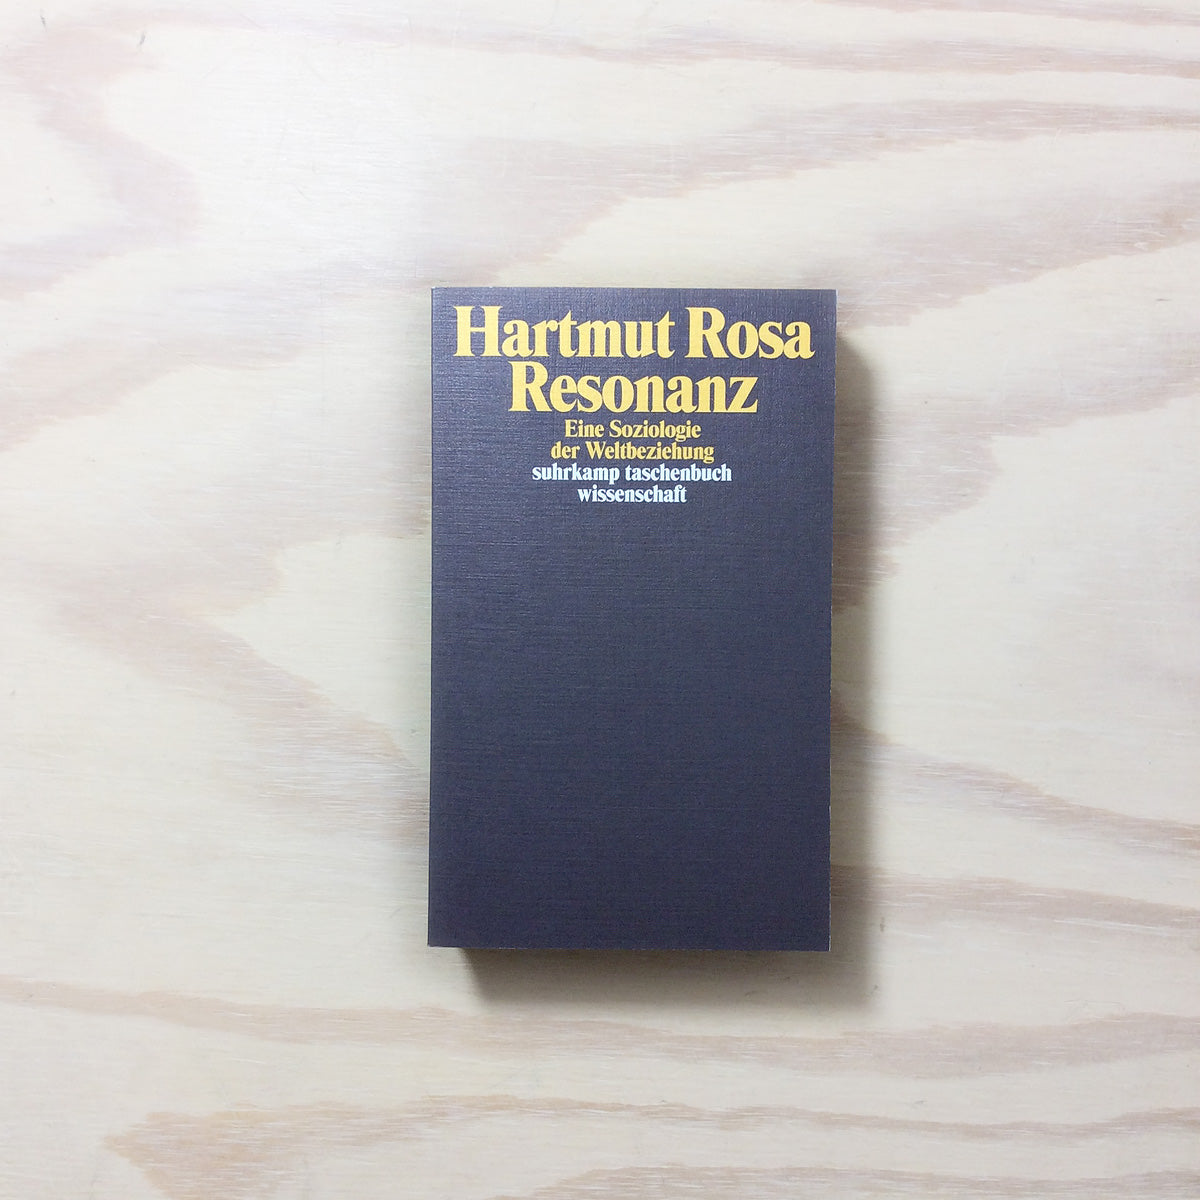 Hartmut Rosa
Resonanz
Eine Soziologie
der Weltbeziehung
suhrkamp taschenbuch
wissenschaft